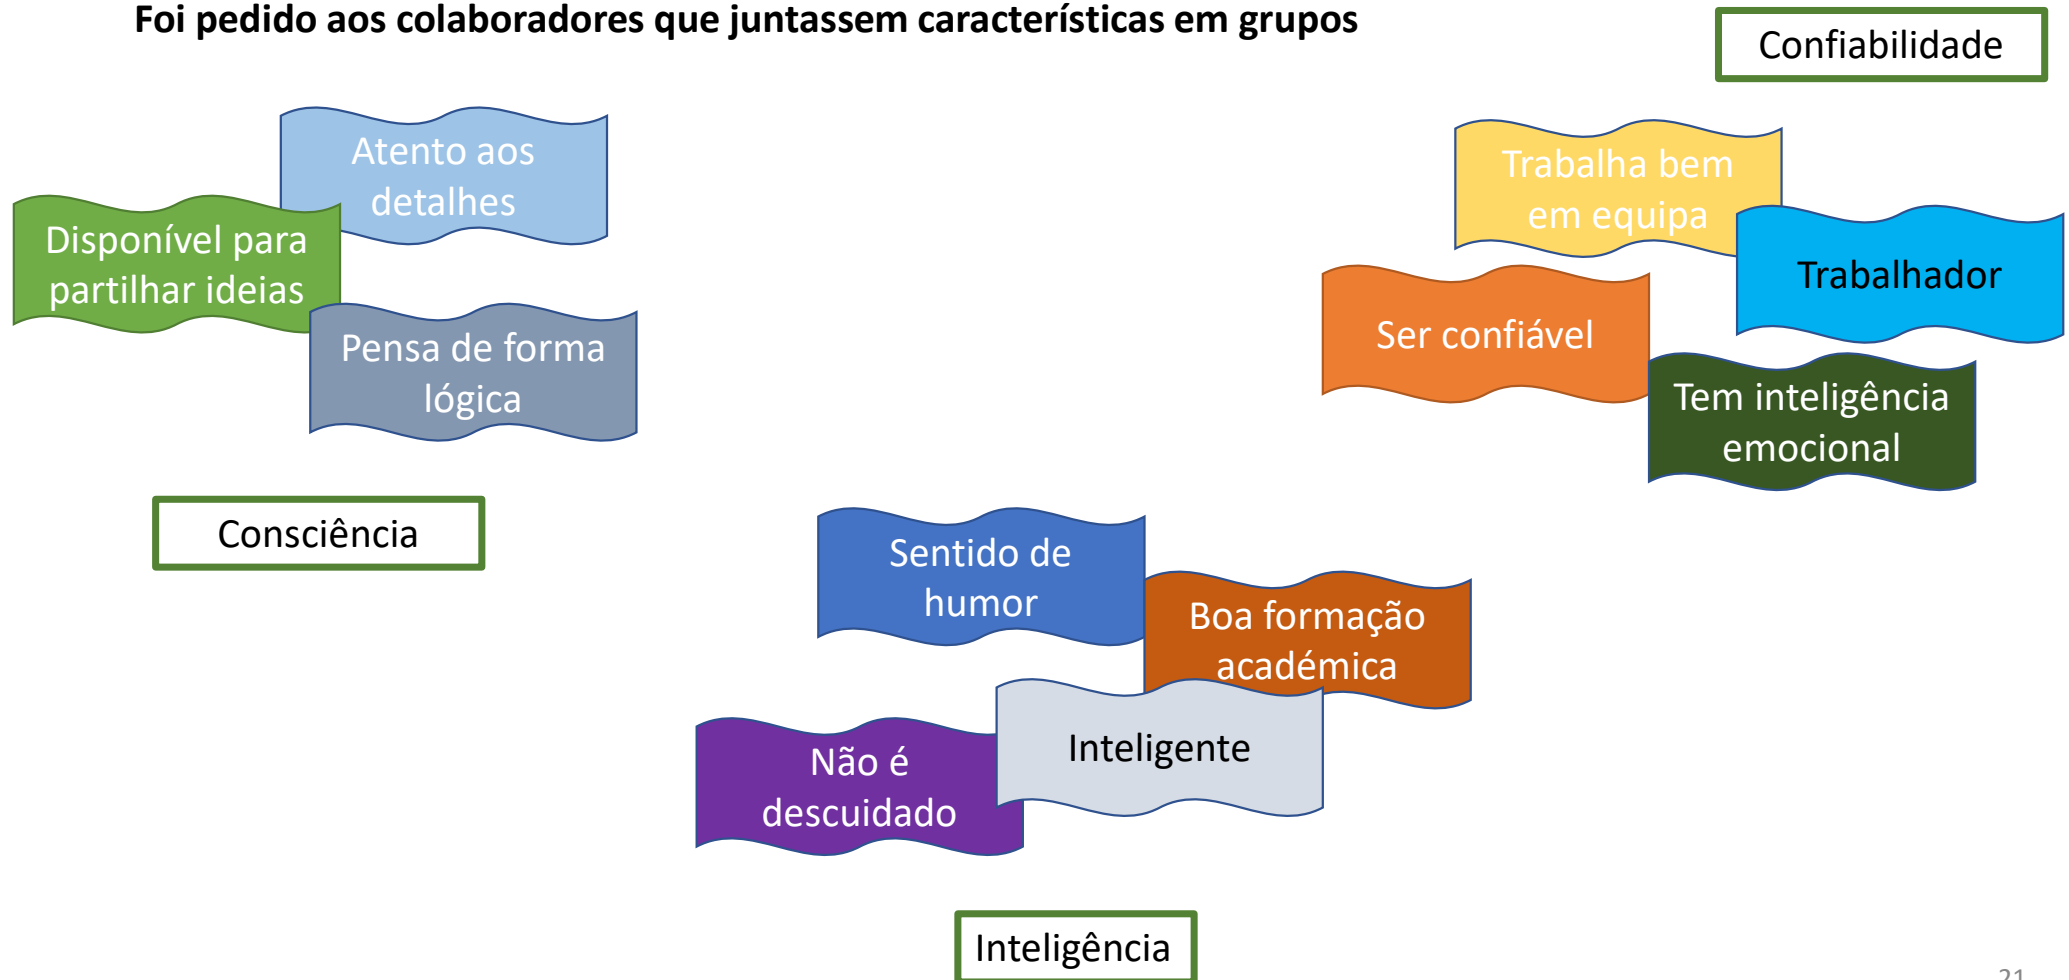 Foi pedido aos colaboradores que juntassem características em grupos
Confiabilidade
Atento aos
detalhes
Disponível para
partilhar ideias
Pensa de forma
lógica
Consciência
Trabalha bem
em equipa
Trabalhador
Ser confiável
Tem inteligência
emocional
Sentido de
humor
Boa formação
académica
Inteligente
Não é
descuidado
Inteligência
21